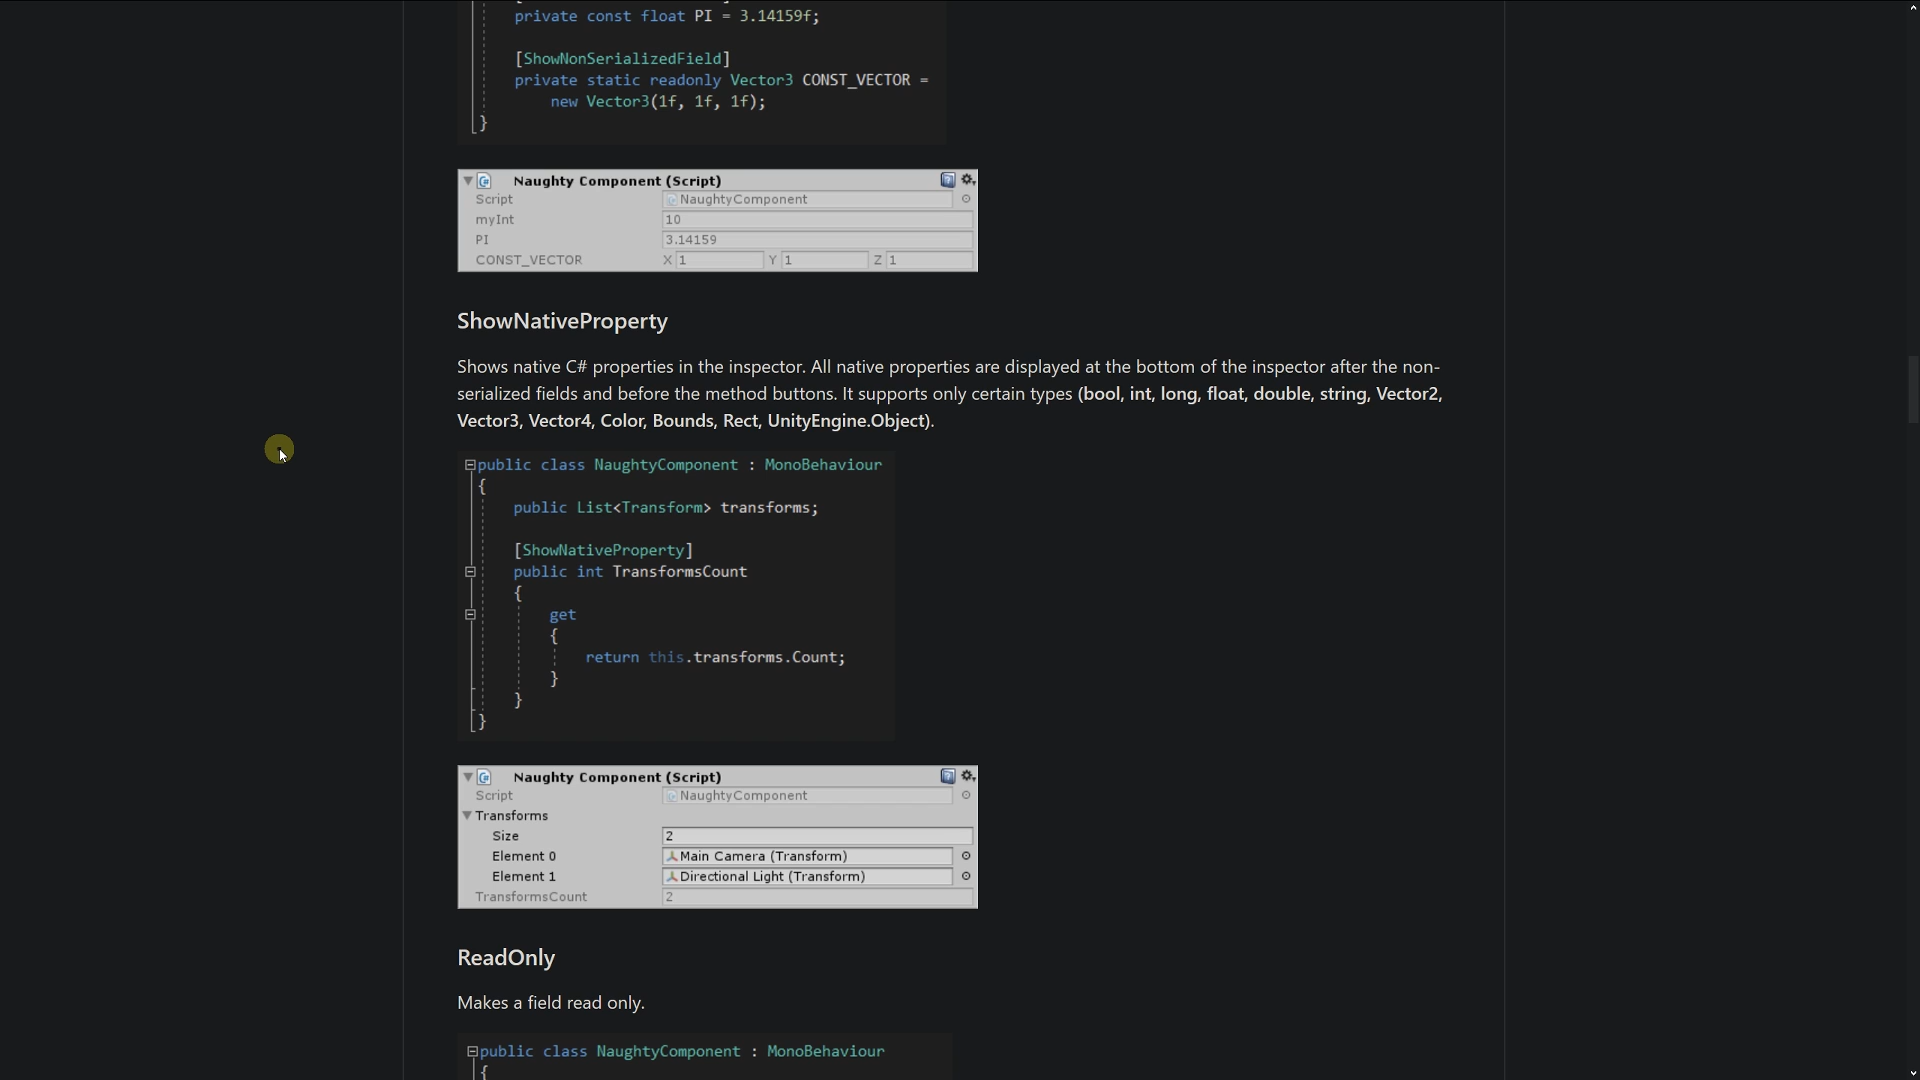 private const float PI = 3.14159f;
[ShowNonSerializedField]
private static readonly Vector3 CONST_VECTOR =
new Vector3(1f, 1f, 1f);
}
Naughty Component (Script)
Script NaughtyComponent
myInt 10
PI 3.14159
CONST_VECTOR X 1 Y 1 Z 1
ShowNativeProperty
Shows native C# properties in the inspector. All native properties are displayed at the bottom of the inspector after the non-
serialized fields and before the method buttons. It supports only certain types (bool, int, long, float, double, string, Vector2,
Vector3, Vector4, Color, Bounds, Rect, UnityEngine.Object).
public class NaughtyComponent : MonoBehaviour
{
public List<Transform> transforms;
[ShowNativeProperty]
public int TransformsCount
{
get
{
return this.transforms.Count;
}
}
}
Naughty Component (Script)
Script NaughtyComponent
Transforms
Size 2
Element 0 Main Camera (Transform)
Element 1 Directional Light (Transform)
TransformsCount 2
ReadOnly
Makes a field read only.
public class NaughtyComponent : MonoBehaviour
{